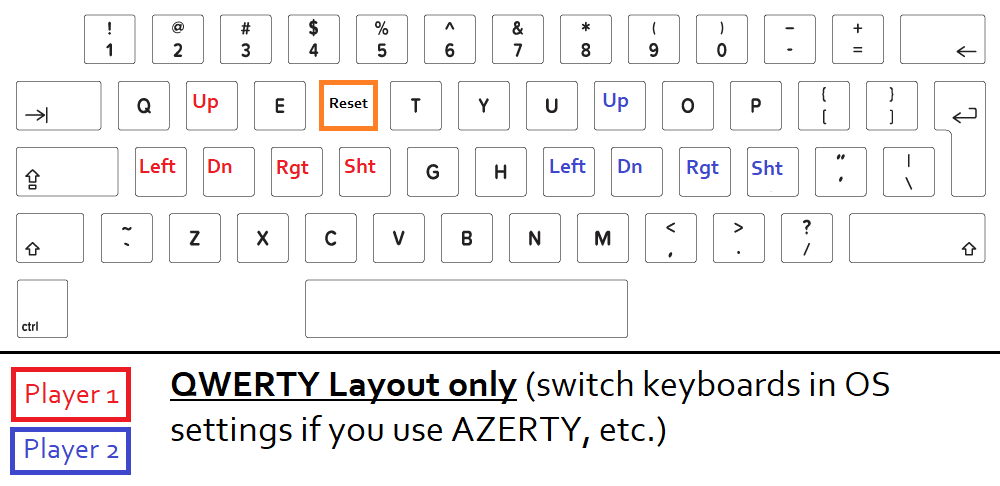 ! @ # $ % ^ & * ( ) – +
1 2 3 4 5 6 7 8 9 0 - =
Q Up E Reset T Y U Up O P { }
[ ]
Left Dn Rgt Sht G H Left Dn Rgt Sht " |
' \
~ Z X C V B N M < > ?
` , . /
ctrl
Player 1
Player 2
QWERTY Layout only (switch keyboards in OS
settings if you use AZERTY, etc.)